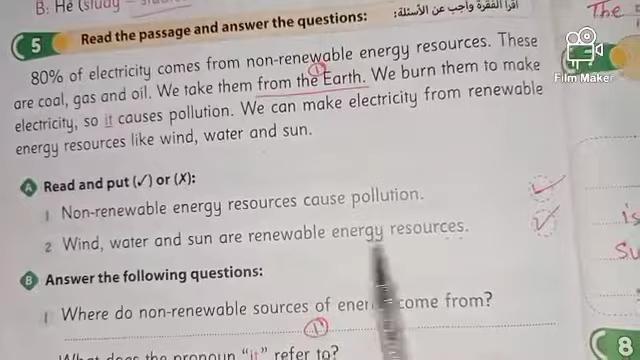 B: He (study – studies
The
5 Read the passage and answer the questions: اقرأ الفقرة وأجب عن الأسئلة:
Film Maker
80% of electricity comes from non-renewable energy resources. These
are coal, gas and oil. We take them from the Earth. We burn them to make
electricity, so it causes pollution. We can make electricity from renewable
energy resources like wind, water and sun.
A Read and put (✓) or (X):
1 Non-renewable energy resources cause pollution. ✓
2 Wind, water and sun are renewable energy resources. ✓
is
B Answer the following questions:
Su
1 Where do non-renewable sources of ener come from?
1
What does the pronoun "it" refer to?
8